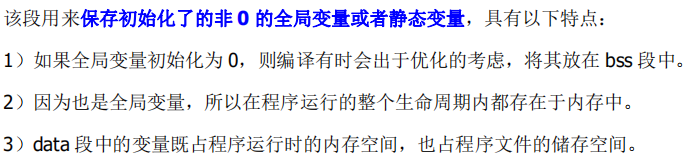 该段用来保存初始化了的非 0 的全局变量或者静态变量，具有以下特点：
1）如果全局变量初始化为 0，则编译有时会出于优化的考虑，将其放在 bss 段中。
2）因为也是全局变量，所以在程序运行的整个生命周期内都存在于内存中。
3）data 段中的变量既占程序运行时的内存空间，也占程序文件的储存空间。